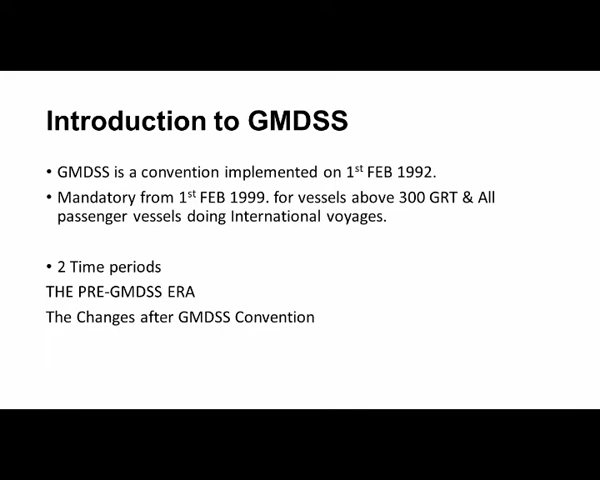 Introduction to GMDSS
• GMDSS is a convention implemented on 1st FEB 1992.
• Mandatory from 1st FEB 1999. for vessels above 300 GRT & All
passenger vessels doing International voyages.
• 2 Time periods
THE PRE-GMDSS ERA
The Changes after GMDSS Convention